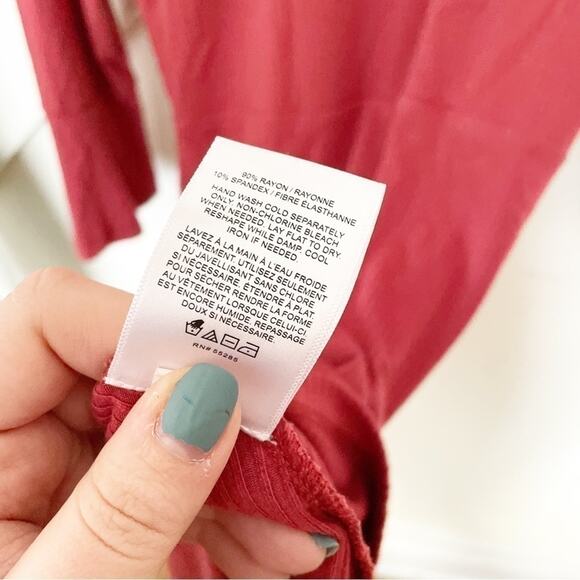 90% RAYON / RAYONNE
10% SPANDEX / FIBRE ÉLASTHANNE
HAND WASH COLD SEPARATELY
ONLY. NON-CHLORINE BLEACH
WHEN NEEDED. LAY FLAT TO DRY.
RESHAPE WHILE DAMP. COOL
IRON IF NEEDED
LAVEZ À LA MAIN À L'EAU FROIDE
SEPARÉMENT. UTILISEZ SEULEMENT
DU JAVELLISANT SANS CHLORE
SI NÉCESSAIRE. ÉTENDRE À PLAT
POUR SÉCHER RENDRE LA FORME
AU VÊTEMENT LORSQUE CELUI-CI
EST ENCORE HUMIDE. REPASSAGE
DOUX SI NÉCESSAIRE.
RN# 55285